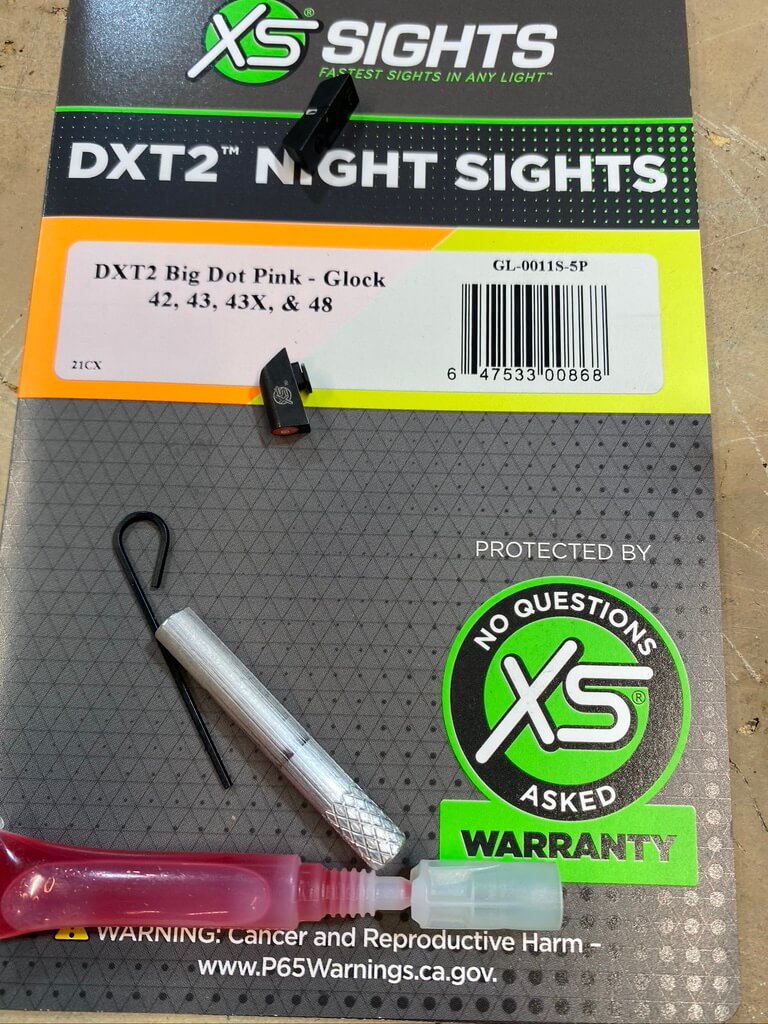 XS® SIGHTS
FASTEST SIGHTS IN ANY LIGHT™
DXT2™ NIGHT SIGHTS
DXT2 Big Dot Pink - Glock
42, 43, 43X, & 48
21CX
GL-0011S-5P
6 47533 00868
PROTECTED BY
NO QUESTIONS
XS®
ASKED
WARRANTY
WARNING: Cancer and Reproductive Harm –
www.P65Warnings.ca.gov.